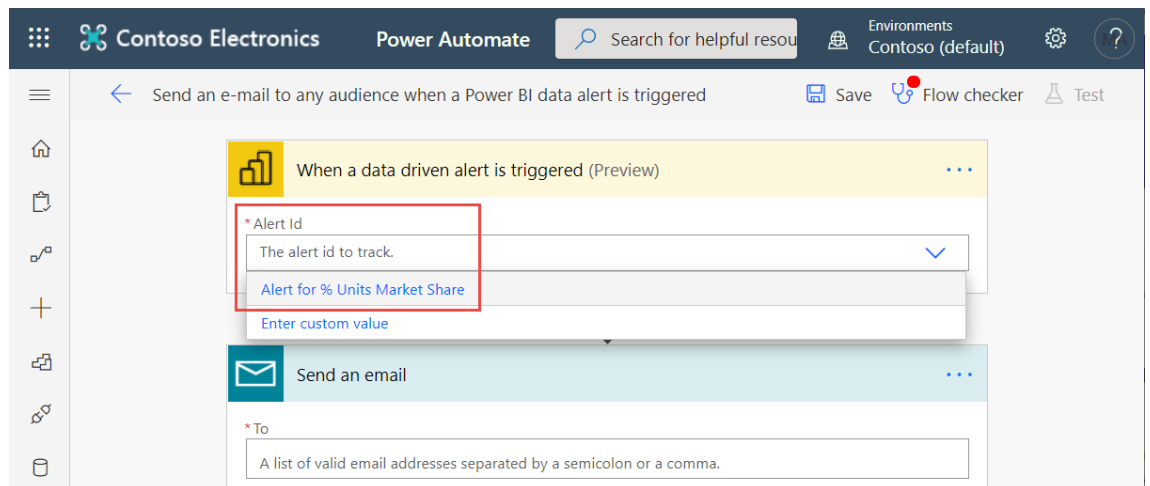 Contoso Electronics
Power Automate
Search for helpful resou
Environments
Contoso (default)
?
Send an e-mail to any audience when a Power BI data alert is triggered
Save
Flow checker
Test
When a data driven alert is triggered (Preview)
* Alert Id
The alert id to track.
Alert for % Units Market Share
Enter custom value
Send an email
* To
A list of valid email addresses separated by a semicolon or a comma.